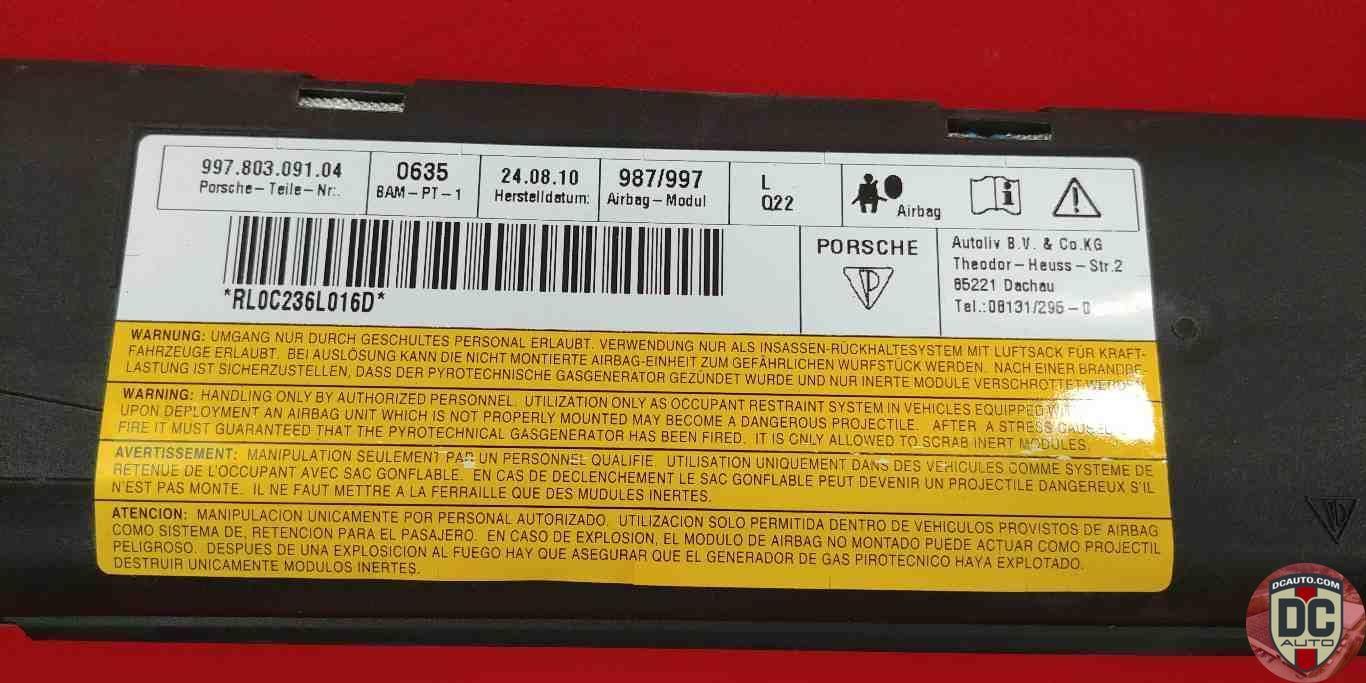 997.803.091.04
Porsche-Teile-Nr:.
0635
BAM-PT-1
24.08.10
Herstelldatum:
987/997
Airbag-Modul
L
Q22
Airbag
*RL0C236L016D*
PORSCHE
Autoliv B.V. & Co.KG
Theodor-Heuss-Str.2
85221 Dachau
Tel.:08131/295-0
WARNUNG: UMGANG NUR DURCH GESCHULTES PERSONAL ERLAUBT. VERWENDUNG NUR ALS INSASSEN-RÜCKHALTESYSTEM MIT LUFTSACK FÜR KRAFT-
FAHRZEUGE ERLAUBT. BEI AUSLÖSUNG KANN DIE NICHT MONTIERTE AIRBAG-EINHEIT ZUM GEFÄHRLICHEN WURFSTÜCK WERDEN. NACH EINER BRANDRE-
LASTUNG IST SICHERZUSTELLEN, DASS DER PYROTECHNISCHE GASGENERATOR GEZÜNDET WURDE UND NUR INERTE MODULE VERSCHROTTET WERDEN
WARNING: HANDLING ONLY BY AUTHORIZED PERSONNEL. UTILIZATION ONLY AS OCCUPANT RESTRAINT SYSTEM IN VEHICLES EQUIPPED
UPON DEPLOYMENT AN AIRBAG UNIT WHICH IS NOT PROPERLY MOUNTED MAY BECOME A DANGEROUS PROJECTILE. AFTER A STRESS CAUSED
FIRE IT MUST GUARANTEED THAT THE PYROTECHNICAL GASGENERATOR HAS BEEN FIRED. IT IS ONLY ALLOWED TO SCRAB INERT MODULES.
AVERTISSEMENT: MANIPULATION SEULEMENT PAR UN PERSONNEL QUALIFIE. UTILISATION UNIQUEMENT DANS DES VEHICULES COMME SYSTEME DE
RETENUE DE L'OCCUPANT AVEC SAC GONFLABLE. EN CAS DE DECLENCHEMENT LE SAC GONFLABLE PEUT DEVENIR UN PROJECTILE DANGEREUX S'IL
N'EST PAS MONTE. IL NE FAUT METTRE A LA FERRAILLE QUE DES MUDULES INERTES.
ATENCION: MANIPULACION UNICAMENTE POR PERSONAL AUTORIZADO. UTILIZACION SOLO PERMITIDA DENTRO DE VEHICULOS PROVISTOS DE AIRBAG
COMO SISTEMA DE, RETENCION PARA EL PASAJERO. EN CASO DE EXPLOSION, EL MODULO DE AIRBAG NO MONTADO PUEDE ACTUAR COMO PROJECTIL
PELIGROSO. DESPUES DE UNA EXPLOSION AL FUEGO HAY QUE ASEGURAR QUE EL GENERADOR DE GAS PIROTECNICO HAYA EXPLOTADO.
DESTRUIR UNICAMENTE MODULOS INERTES.
DCAUTO.COM
DC
AUTO